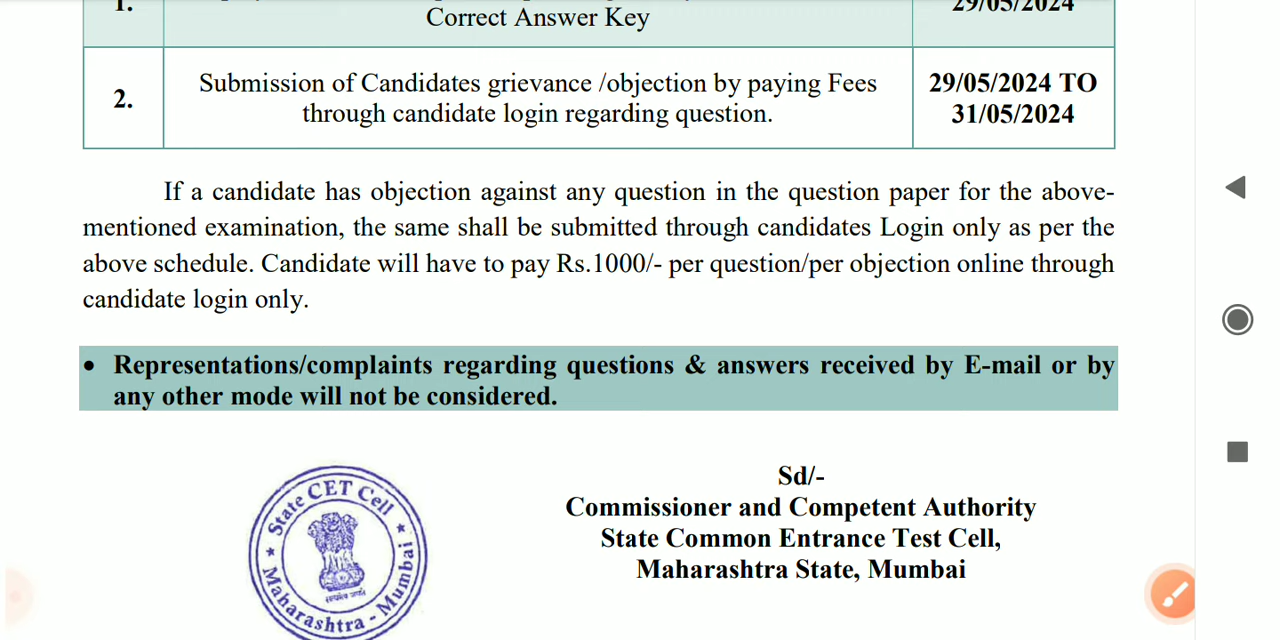 1.
Correct Answer Key
29/05/2024
2.
Submission of Candidates grievance /objection by paying Fees
through candidate login regarding question.
29/05/2024 TO
31/05/2024
If a candidate has objection against any question in the question paper for the above-
mentioned examination, the same shall be submitted through candidates Login only as per the
above schedule. Candidate will have to pay Rs.1000/- per question/per objection online through
candidate login only.
• Representations/complaints regarding questions & answers received by E-mail or by
any other mode will not be considered.
Sd/-
Commissioner and Competent Authority
State Common Entrance Test Cell,
Maharashtra State, Mumbai
State CET Cell
Maharashtra - Mumbai